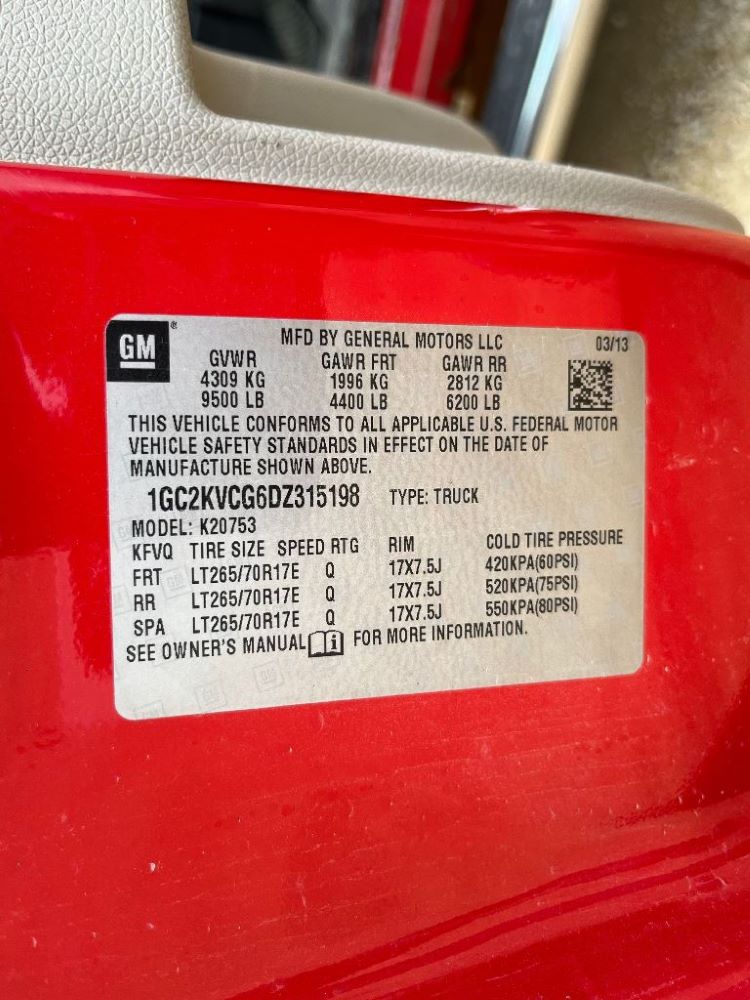 GM® MFD BY GENERAL MOTORS LLC 03/13
GVWR GAWR FRT GAWR RR
4309 KG 1996 KG 2812 KG
9500 LB 4400 LB 6200 LB
THIS VEHICLE CONFORMS TO ALL APPLICABLE U.S. FEDERAL MOTOR
VEHICLE SAFETY STANDARDS IN EFFECT ON THE DATE OF
MANUFACTURE SHOWN ABOVE.
1GC2KVCG6DZ315198 TYPE: TRUCK
MODEL: K20753
KFVQ TIRE SIZE SPEED RTG RIM COLD TIRE PRESSURE
FRT LT265/70R17E Q 17X7.5J 420KPA(60PSI)
RR LT265/70R17E Q 17X7.5J 520KPA(75PSI)
SPA LT265/70R17E Q 17X7.5J 550KPA(80PSI)
SEE OWNER'S MANUAL i FOR MORE INFORMATION.